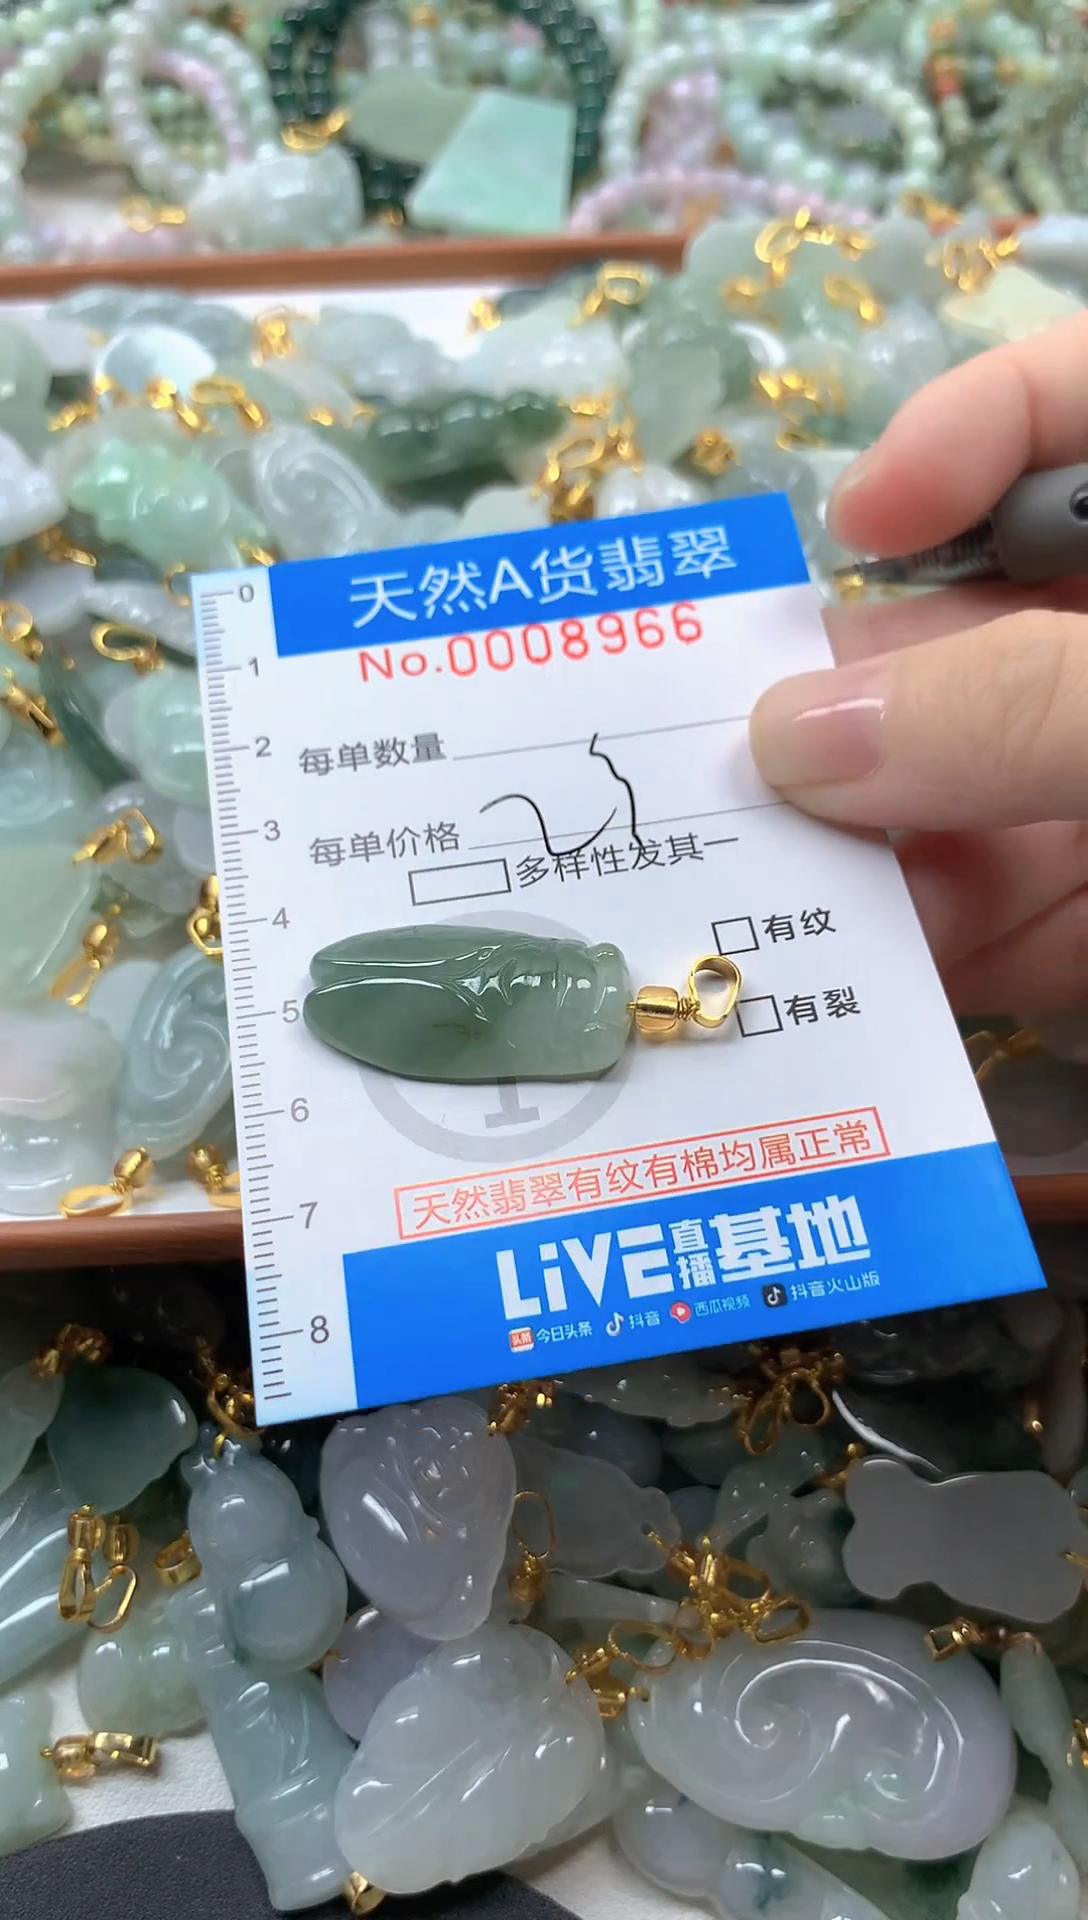 天然A货翡翠
No.0008966
0
1
2
3
4
5
6
7
8
每单数量
每单价格
多样性发其一
有纹
有裂
天然翡翠有纹有棉均属正常
LiVE直播基地
头条 今日头条 抖音 西瓜视频 抖音火山版